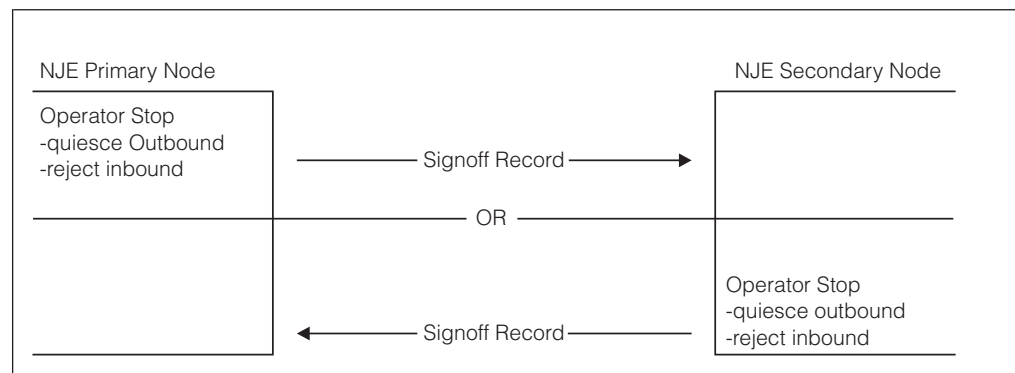 NJE Primary Node
NJE Secondary Node
Operator Stop
-quiesce Outbound
-reject inbound
Signoff Record
OR
Operator Stop
-quiesce outbound
-reject inbound
Signoff Record